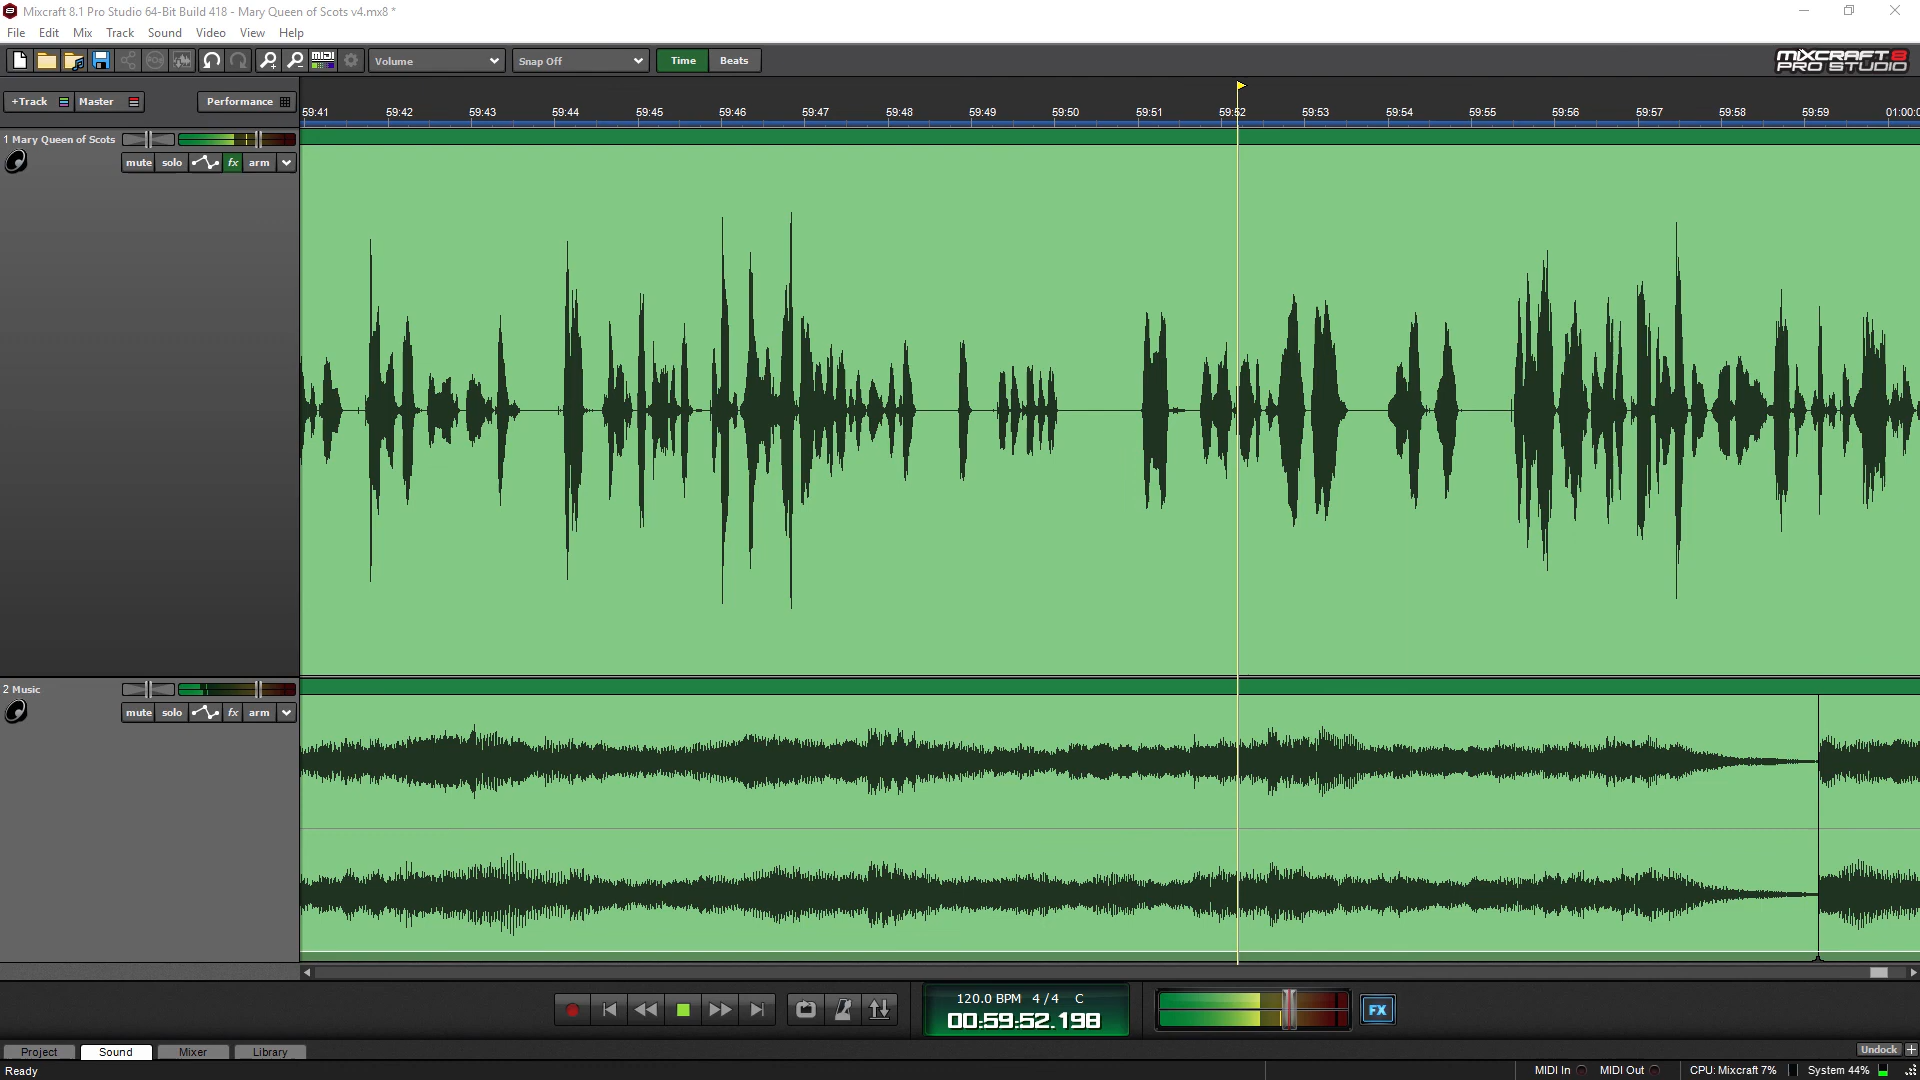 Mixcraft 8.1 Pro Studio 64-Bit Build 418 - Mary Queen of Scots v4.mx8 *
File Edit Mix Track Sound Video View Help
MIDI Volume Snap Off Time Beats MIXCRAFT 8 PRO STUDIO
+Track Master Performance
59:41 59:42 59:43 59:44 59:45 59:46 59:47 59:48 59:49 59:50 59:51 59:52 59:53 59:54 59:55 59:56 59:57 59:58 59:59 01:00:0
1 Mary Queen of Scots
mute solo fx arm
2 Music
mute solo fx arm
120.0 BPM 4/4 C
00:59:52.198
FX
Project Sound Mixer Library Undock
Ready MIDI In MIDI Out CPU: Mixcraft 7% System 44%